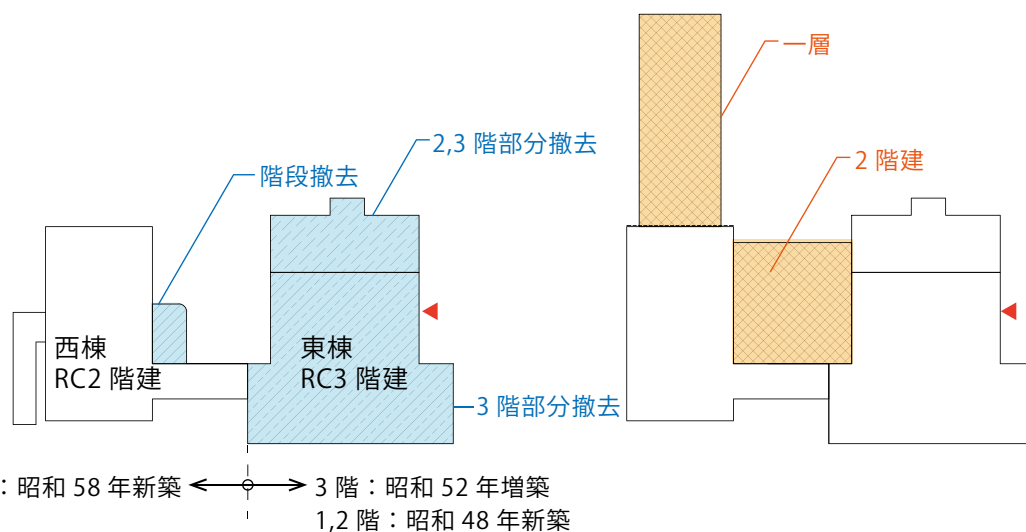 一層
2,3 階部分撤去
2 階建
階段撤去
西棟
RC2 階建
東棟
RC3 階建
3 階部分撤去
：昭和 58 年新築
3 階：昭和 52 年増築
1,2 階：昭和 48 年新築